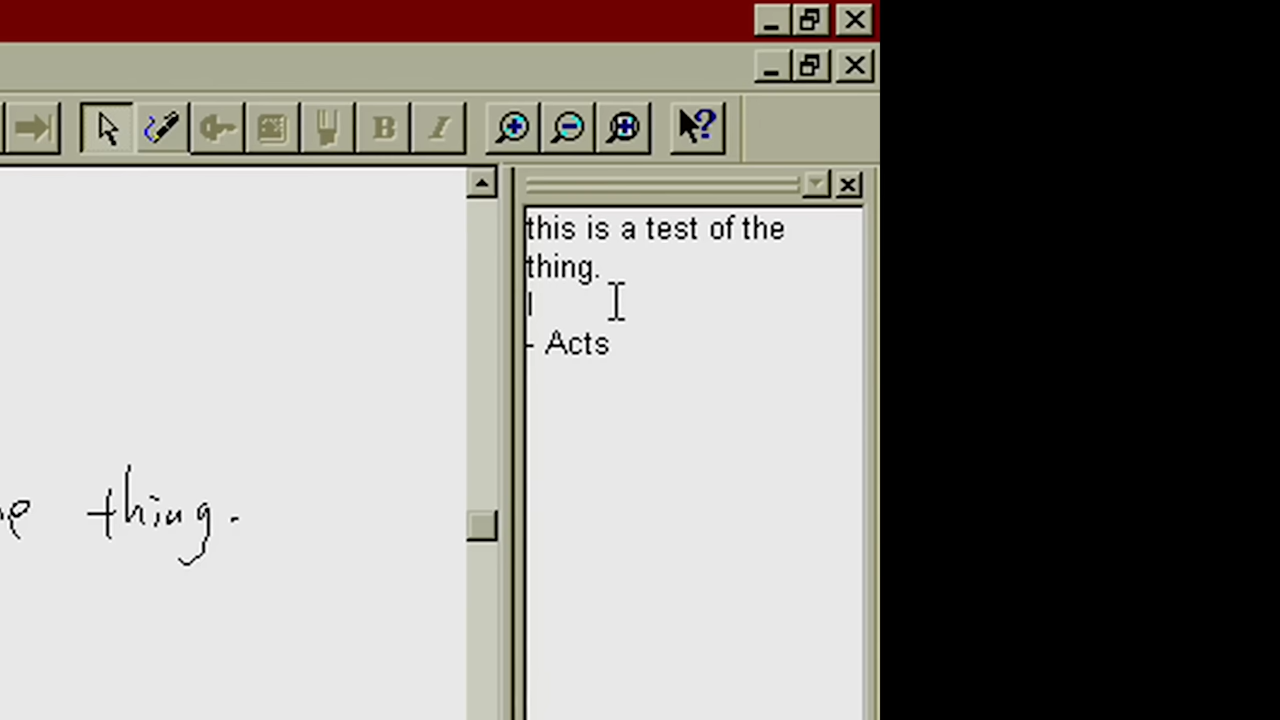 B I
this is a test of the
thing.
- Acts
thing.